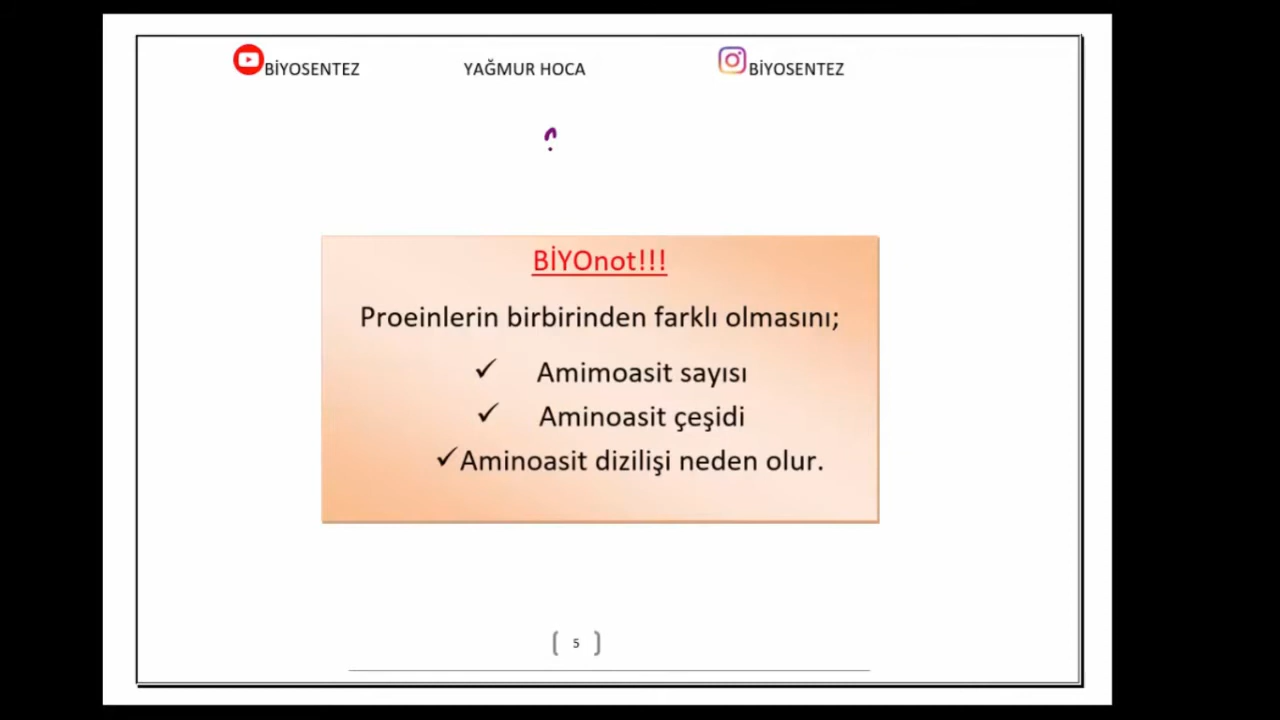 BİYOSENTEZ YAĞMUR HOCA BİYOSENTEZ
BİYOnot!!!
Proeinlerin birbirinden farklı olmasını;
✓ Amimoasit sayısı
✓ Aminoasit çeşidi
✓Aminoasit dizilişi neden olur.
5